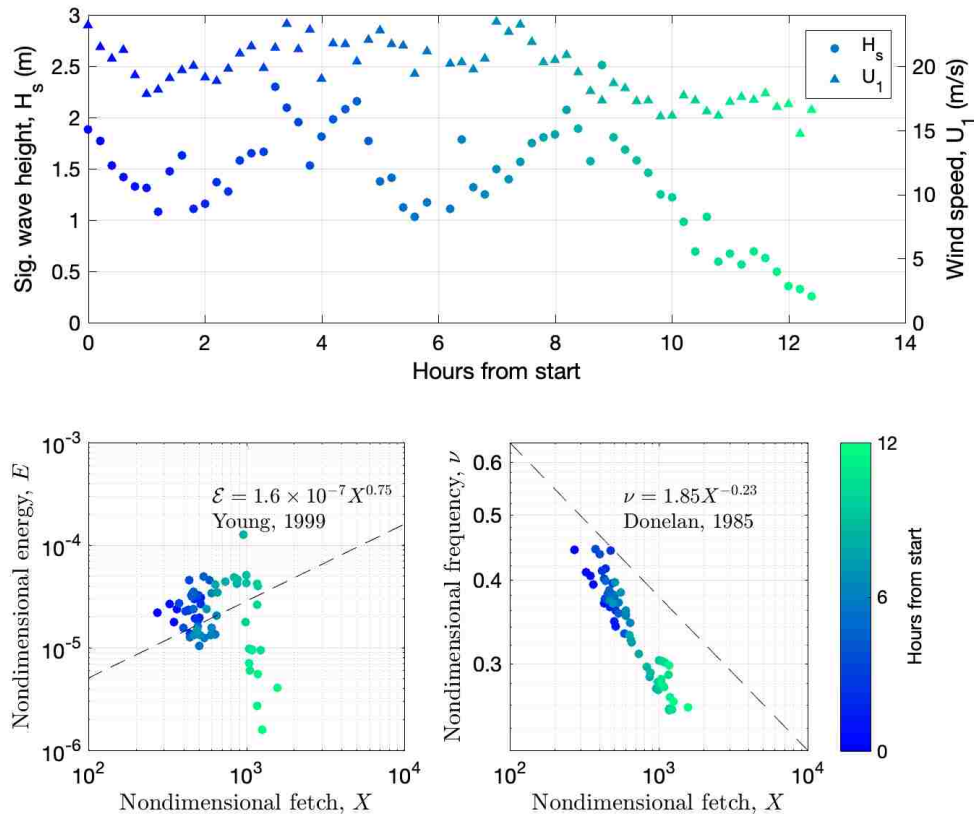 3
2.5
2
1.5
1
0.5
0
Sig. wave height, H_s (m)
20
15
10
5
0
Wind speed, U_1 (m/s)
H_s
U_1
0 2 4 6 8 10 12 14
Hours from start
10^-3
10^-4
10^-5
10^-6
Nondimensional energy, E
ℰ = 1.6 × 10^-7 X^0.75
Young, 1999
10^2 10^3 10^4
Nondimensional fetch, X
0.6
0.5
0.4
0.3
Nondimensional frequency, ν
ν = 1.85X^-0.23
Donelan, 1985
10^2 10^3 10^4
Nondimensional fetch, X
12
6
0
Hours from start